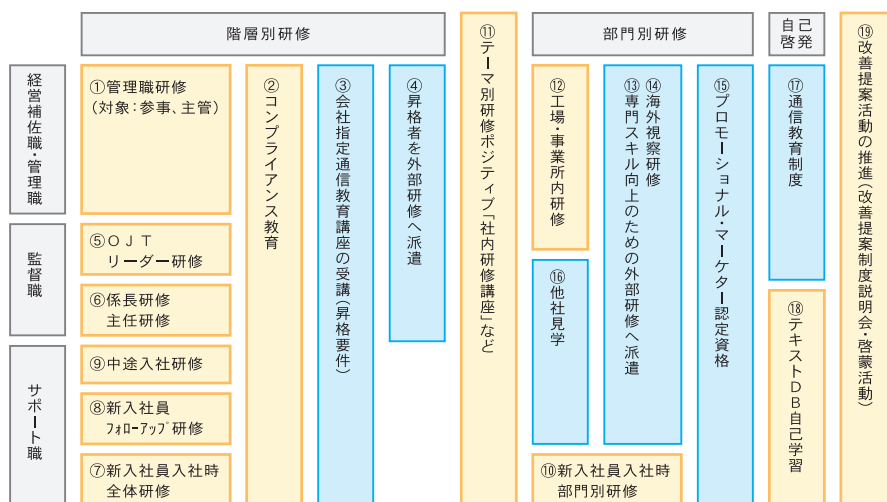 階層別研修
部門別研修
自己
啓発
経営補佐職・管理職
監督職
サポート職
①管理職研修
(対象:参事、主管)
⑤OJT
リーダー研修
⑥係長研修
主任研修
⑨中途入社研修
⑧新入社員
フォローアップ研修
⑦新入社員入社時
全体研修
②コンプライアンス教育
③会社指定通信教育講座の受講(昇格要件)
④昇格者を外部研修へ派遣
⑪テーマ別研修ポジティブ「社内研修講座」など
⑫工場・事業所内研修
⑯他社見学
⑭海外視察研修
⑬専門スキル向上のための外部研修へ派遣
⑩新入社員入社時
部門別研修
⑮プロモーショナル・マーケター認定資格
⑰通信教育制度
⑱テキストDB自己学習
⑲改善提案活動の推進(改善提案制度説明会・啓蒙活動)